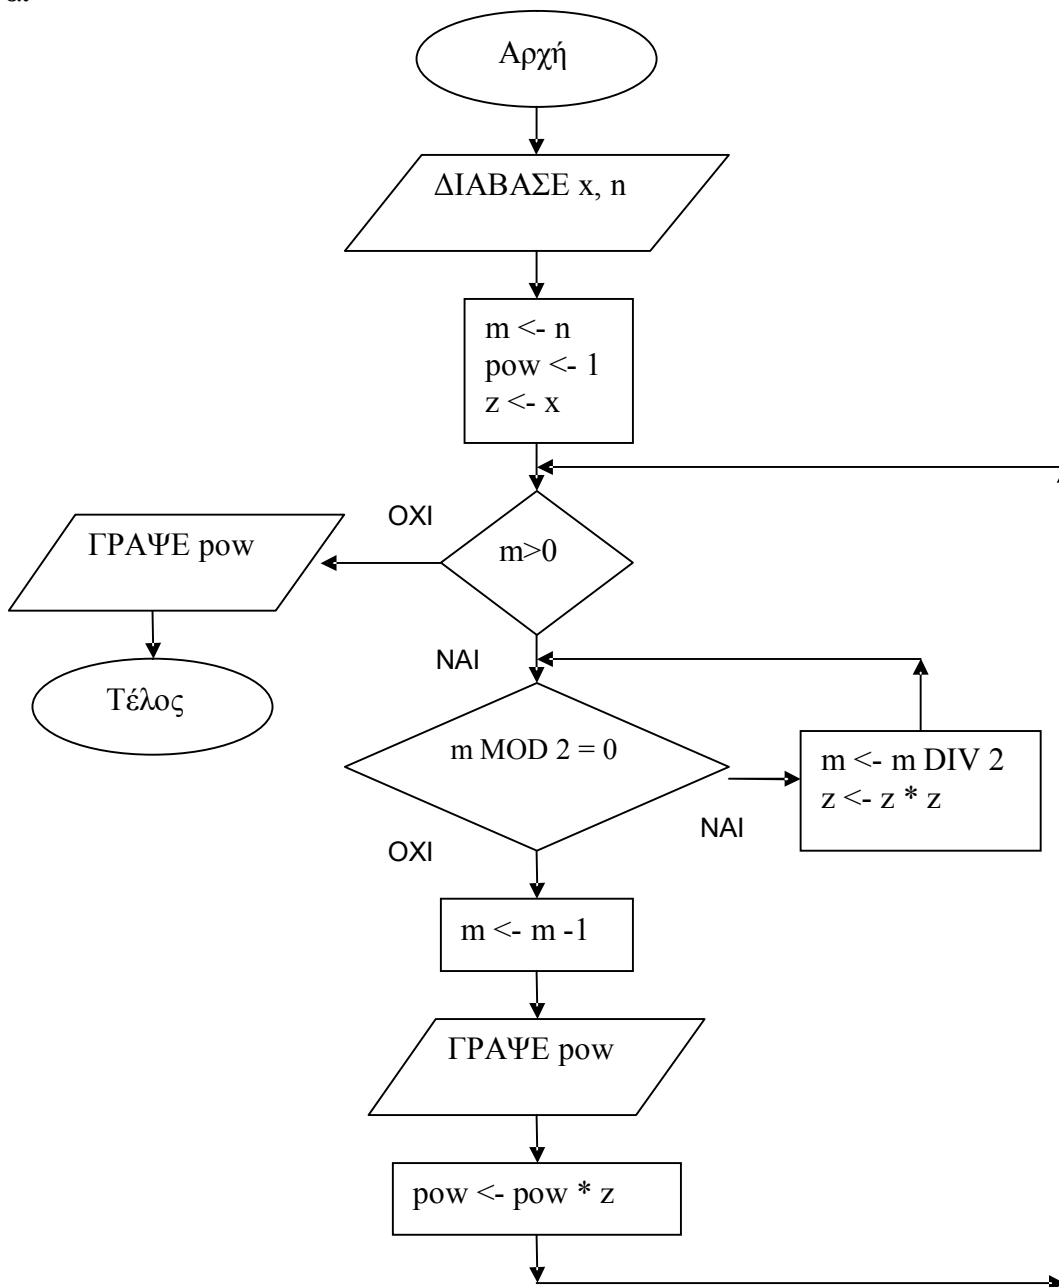 Αρχή
ΔΙΑΒΑΣΕ x, n
m <- n
pow <- 1
z <- x
ΟΧΙ
m>0
ΓΡΑΨΕ pow
ΝΑΙ
Τέλος
m MOD 2 = 0
m <- m DIV 2
z <- z * z
ΝΑΙ
ΟΧΙ
m <- m -1
ΓΡΑΨΕ pow
pow <- pow * z